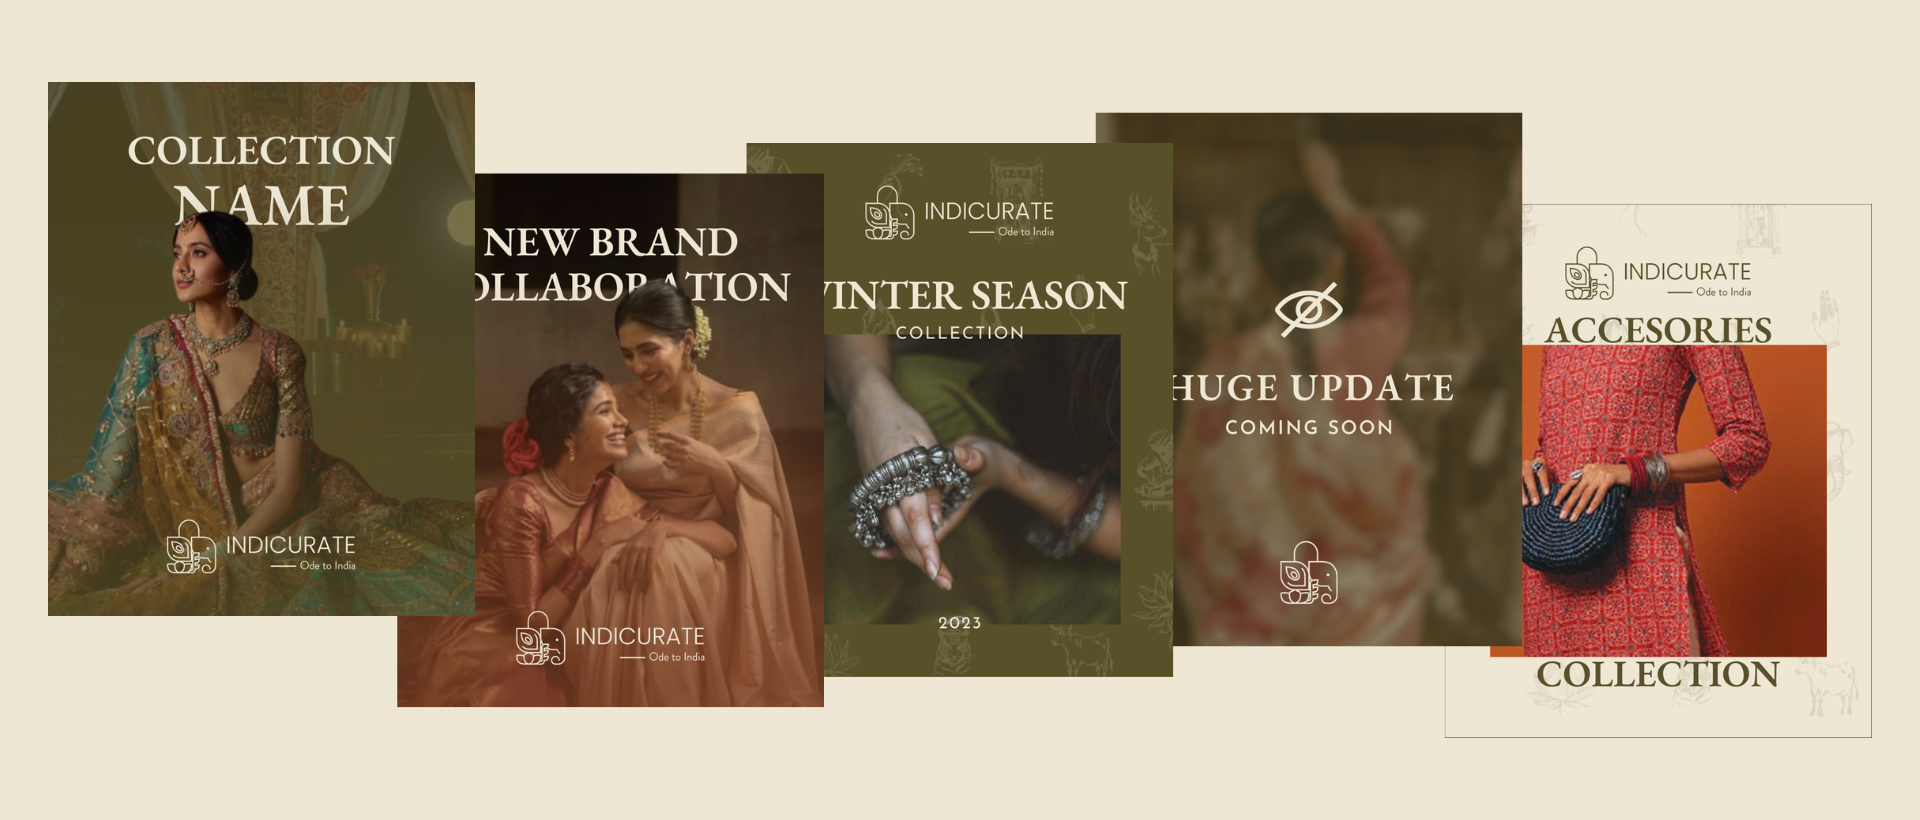 COLLECTION
NAME
INDICURATE
Ode to India
NEW BRAND
OLLABORATION
INDICURATE
Ode to India
INDICURATE
Ode to India
INTER SEASON
COLLECTION
2023
HUGE UPDATE
COMING SOON
INDICURATE
Ode to India
ACCESORIES
COLLECTION